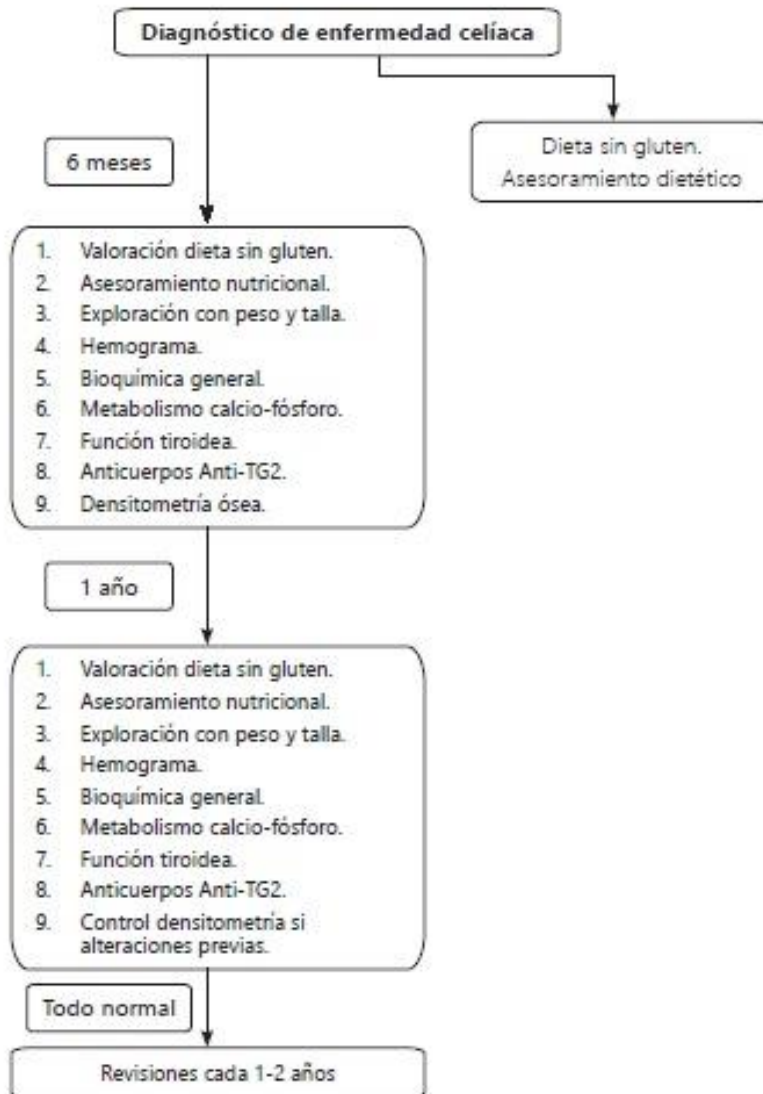 Diagnóstico de enfermedad celíaca
Dieta sin gluten.
Asesoramiento dietético
6 meses
1. Valoración dieta sin gluten.
2. Asesoramiento nutricional.
3. Exploración con peso y talla.
4. Hemograma.
5. Bioquímica general.
6. Metabolismo calcio-fósforo.
7. Función tiroidea.
8. Anticuerpos Anti-TG2.
9. Densitometría ósea.
1 año
1. Valoración dieta sin gluten.
2. Asesoramiento nutricional.
3. Exploración con peso y talla.
4. Hemograma.
5. Bioquímica general.
6. Metabolismo calcio-fósforo.
7. Función tiroidea.
8. Anticuerpos Anti-TG2.
9. Control densitometría si
alteraciones previas.
Todo normal
Revisiones cada 1-2 años